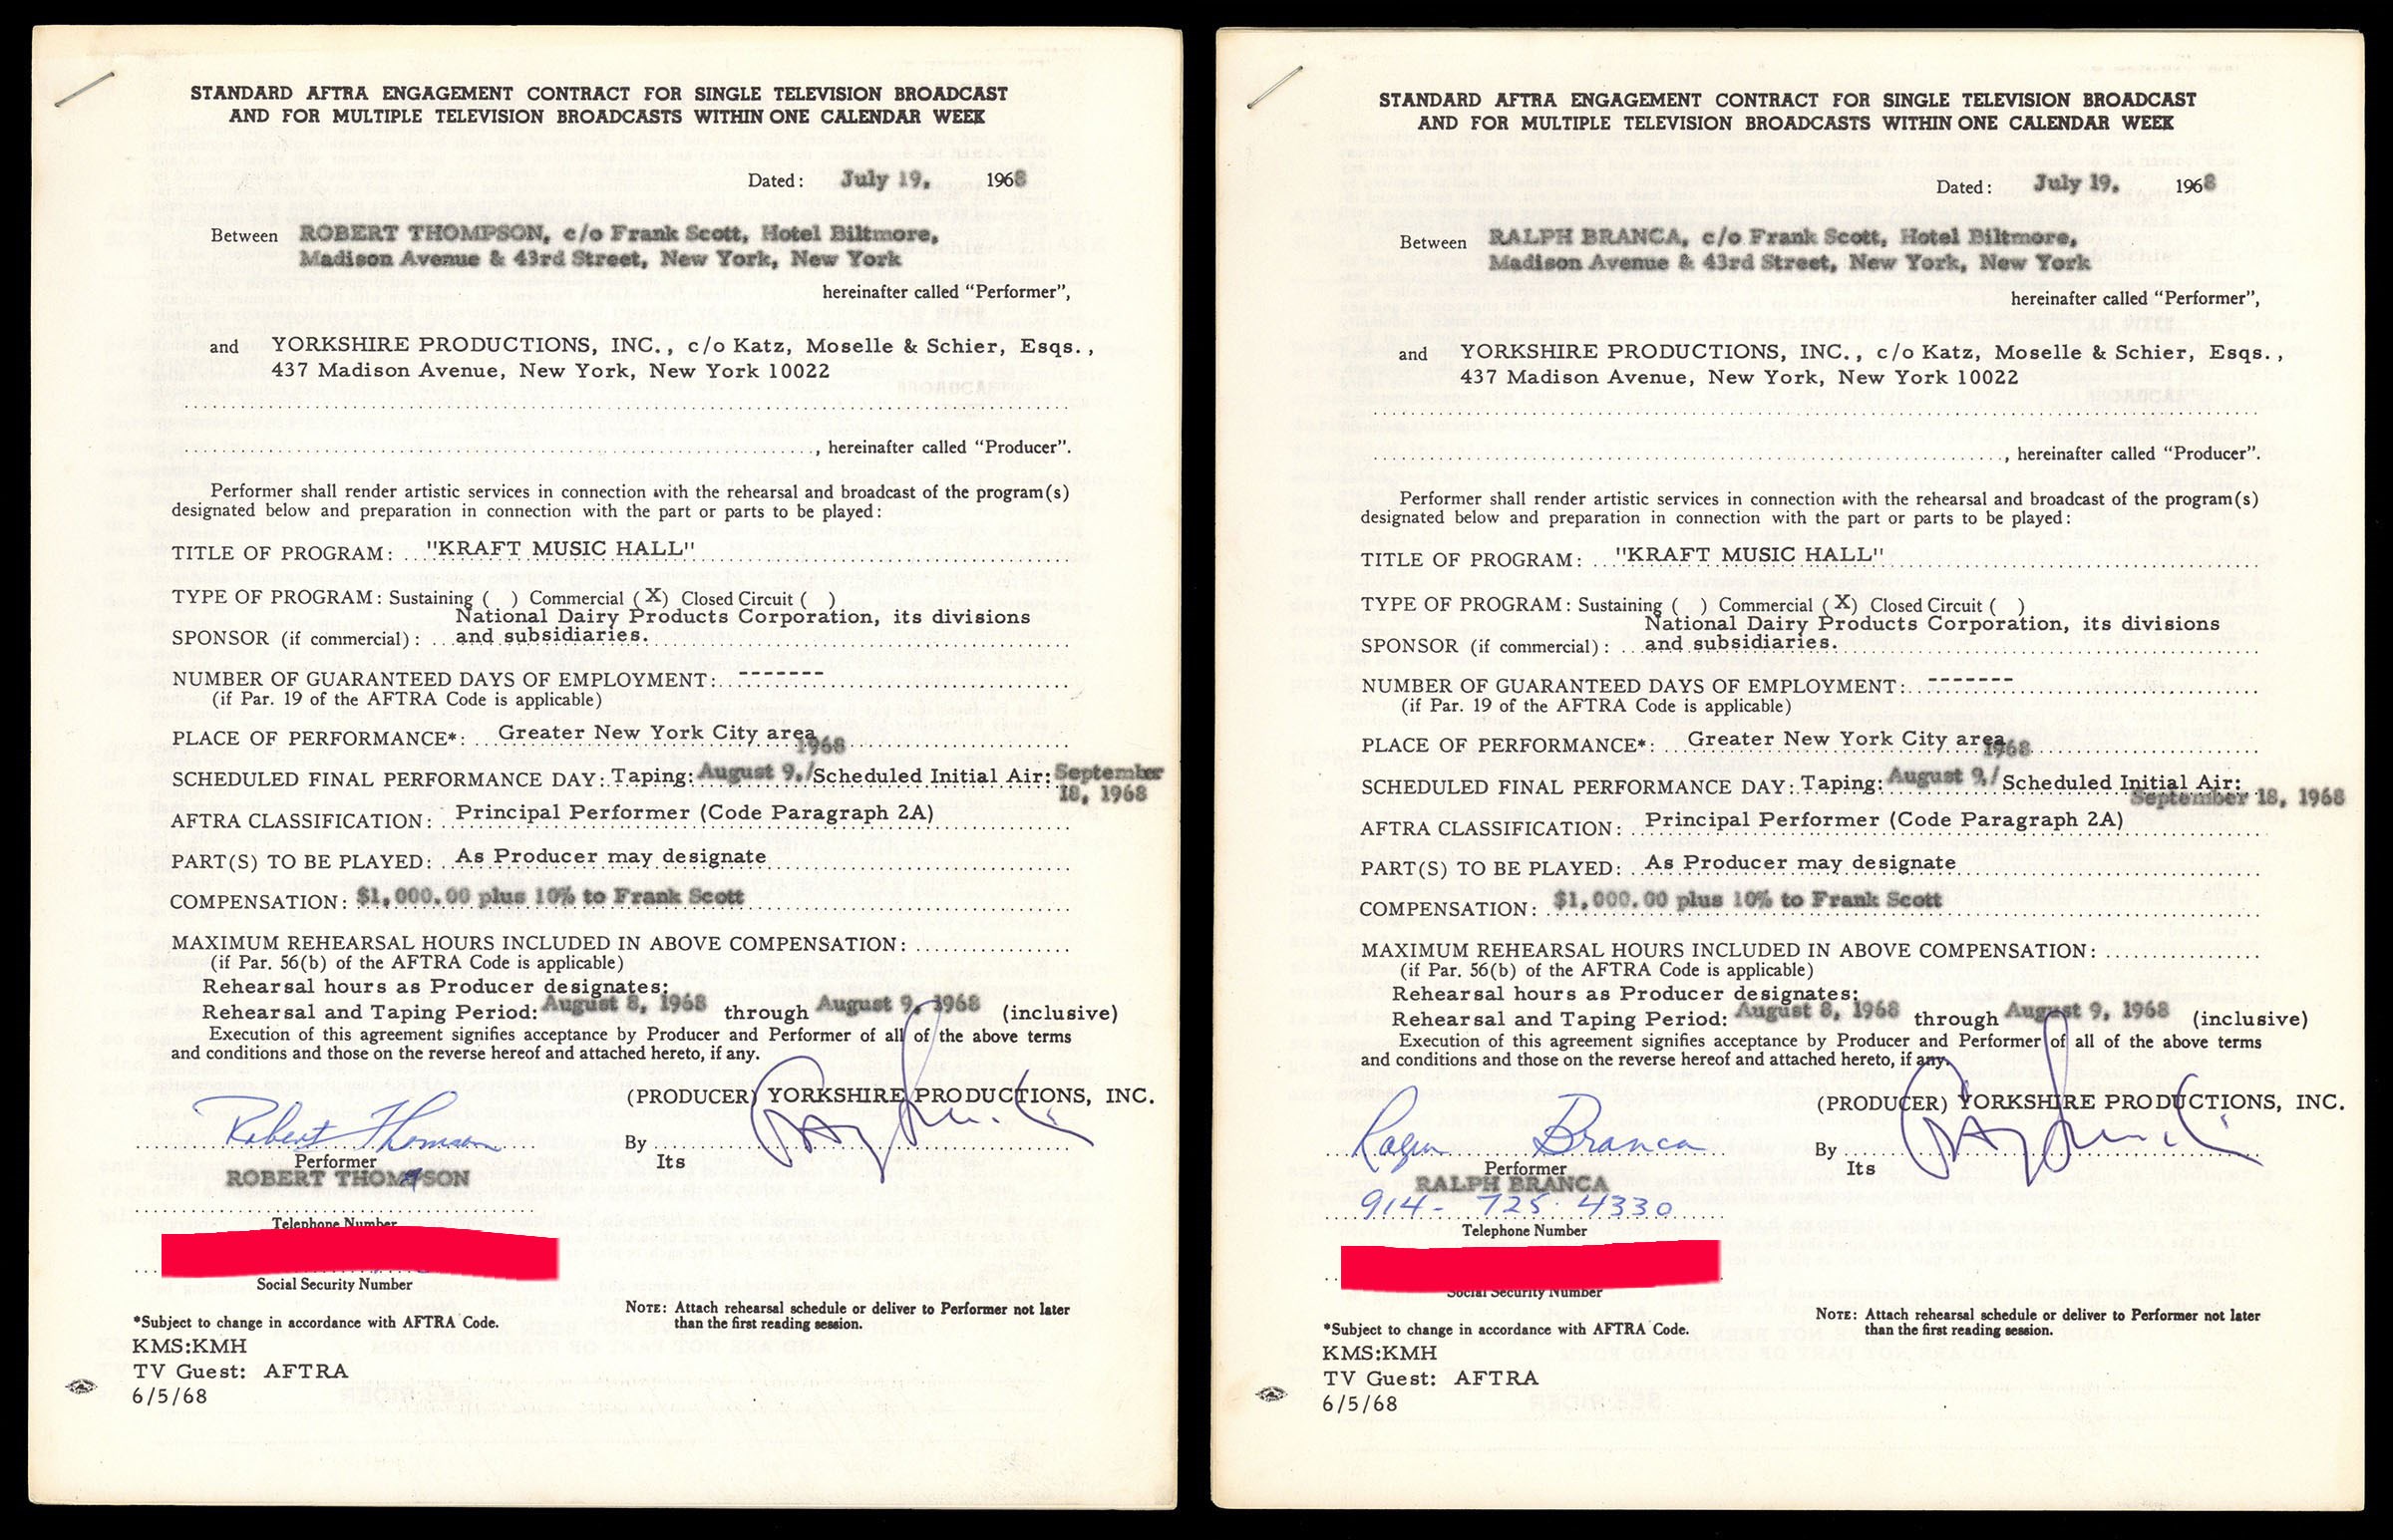 STANDARD AFTRA ENGAGEMENT CONTRACT FOR SINGLE TELEVISION BROADCAST
AND FOR MULTIPLE TELEVISION BROADCASTS WITHIN ONE CALENDAR WEEK
Dated: July 19, 1968
Between ROBERT THOMPSON, c/o Frank Scott, Hotel Biltmore,
Madison Avenue & 43rd Street, New York, New York
hereinafter called "Performer",
and YORKSHIRE PRODUCTIONS, INC., c/o Katz, Moselle & Schier, Esqs.,
437 Madison Avenue, New York, New York 10022
, hereinafter called "Producer".
Performer shall render artistic services in connection with the rehearsal and broadcast of the program(s)
designated below and preparation in connection with the part or parts to be played:
TITLE OF PROGRAM: "KRAFT MUSIC HALL"
TYPE OF PROGRAM: Sustaining ( ) Commercial (X) Closed Circuit ( )
National Dairy Products Corporation, its divisions
SPONSOR (if commercial): and subsidiaries.
NUMBER OF GUARANTEED DAYS OF EMPLOYMENT: -------
(if Par. 19 of the AFTRA Code is applicable)
PLACE OF PERFORMANCE*: Greater New York City area
1968
SCHEDULED FINAL PERFORMANCE DAY: Taping: August 9,/Scheduled Initial Air: September
18, 1968
AFTRA CLASSIFICATION: Principal Performer (Code Paragraph 2A)
PART(S) TO BE PLAYED: As Producer may designate
COMPENSATION: $1,000.00 plus 10% to Frank Scott
MAXIMUM REHEARSAL HOURS INCLUDED IN ABOVE COMPENSATION:
(if Par. 56(b) of the AFTRA Code is applicable)
Rehearsal hours as Producer designates:
Rehearsal and Taping Period: August 8, 1968 through August 9, 1968 (inclusive)
Execution of this agreement signifies acceptance by Producer and Performer of all of the above terms
and conditions and those on the reverse hereof and attached hereto, if any.
(PRODUCER) YORKSHIRE PRODUCTIONS, INC.
Robert Thomson By
Performer Its
ROBERT THOMPSON
Telephone Number
Social Security Number
NOTE: Attach rehearsal schedule or deliver to Performer not later
than the first reading session.
*Subject to change in accordance with AFTRA Code.
KMS:KMH
TV Guest: AFTRA
6/5/68
STANDARD AFTRA ENGAGEMENT CONTRACT FOR SINGLE TELEVISION BROADCAST
AND FOR MULTIPLE TELEVISION BROADCASTS WITHIN ONE CALENDAR WEEK
Dated: July 19, 1968
Between RALPH BRANCA, c/o Frank Scott, Hotel Biltmore,
Madison Avenue & 43rd Street, New York, New York
hereinafter called "Performer",
and YORKSHIRE PRODUCTIONS, INC., c/o Katz, Moselle & Schier, Esqs.,
437 Madison Avenue, New York, New York 10022
, hereinafter called "Producer".
Performer shall render artistic services in connection with the rehearsal and broadcast of the program(s)
designated below and preparation in connection with the part or parts to be played:
TITLE OF PROGRAM: "KRAFT MUSIC HALL"
TYPE OF PROGRAM: Sustaining ( ) Commercial (X) Closed Circuit ( )
National Dairy Products Corporation, its divisions
SPONSOR (if commercial): and subsidiaries.
NUMBER OF GUARANTEED DAYS OF EMPLOYMENT: -------
(if Par. 19 of the AFTRA Code is applicable)
PLACE OF PERFORMANCE*: Greater New York City area
1968
SCHEDULED FINAL PERFORMANCE DAY: Taping: August 9,/Scheduled Initial Air:
September 18, 1968
AFTRA CLASSIFICATION: Principal Performer (Code Paragraph 2A)
PART(S) TO BE PLAYED: As Producer may designate
COMPENSATION: $1,000.00 plus 10% to Frank Scott
MAXIMUM REHEARSAL HOURS INCLUDED IN ABOVE COMPENSATION:
(if Par. 56(b) of the AFTRA Code is applicable)
Rehearsal hours as Producer designates:
Rehearsal and Taping Period: August 8, 1968 through August 9, 1968 (inclusive)
Execution of this agreement signifies acceptance by Producer and Performer of all of the above terms
and conditions and those on the reverse hereof and attached hereto, if any.
(PRODUCER) YORKSHIRE PRODUCTIONS, INC.
Ralph Branca By
Performer Its
RALPH BRANCA
914-725-4330
Telephone Number
Social Security Number
NOTE: Attach rehearsal schedule or deliver to Performer not later
than the first reading session.
*Subject to change in accordance with AFTRA Code.
KMS:KMH
TV Guest: AFTRA
6/5/68